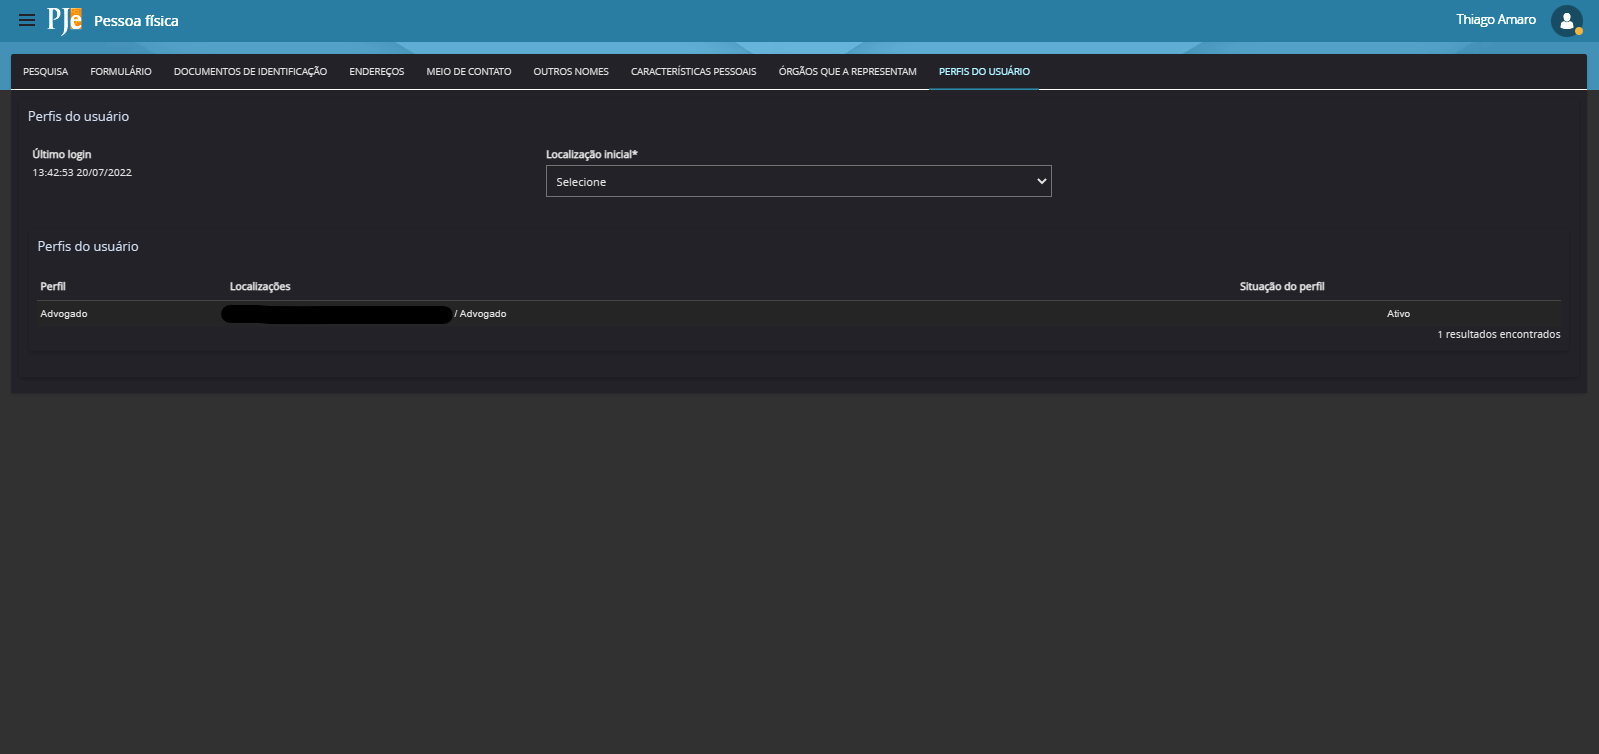 PJe Pessoa física Thiago Amaro
PESQUISA FORMULÁRIO DOCUMENTOS DE IDENTIFICAÇÃO ENDEREÇOS MEIO DE CONTATO OUTROS NOMES CARACTERÍSTICAS PESSOAIS ÓRGÃOS QUE A REPRESENTAM PERFIS DO USUÁRIO
Perfis do usuário
Último login Localização inicial*
13:42:53 20/07/2022
Selecione
Perfis do usuário
Perfil Localizações Situação do perfil
Advogado / Advogado Ativo
1 resultados encontrados